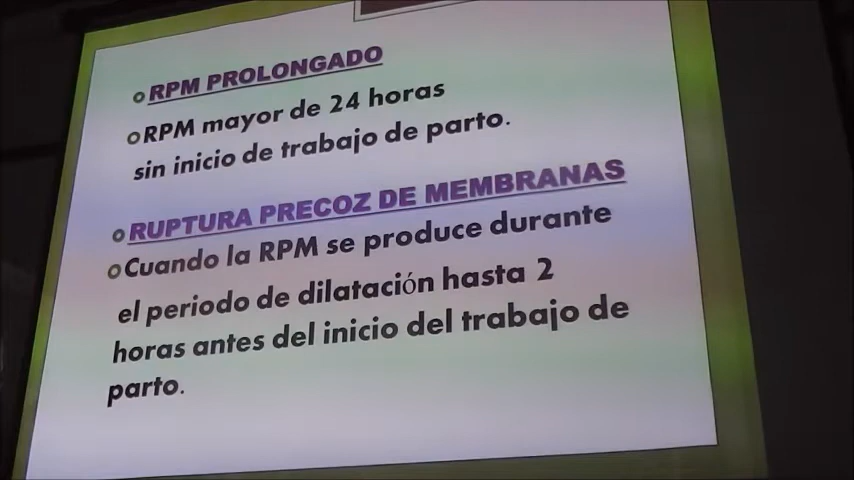 RPM PROLONGADO
RPM mayor de 24 horas
sin inicio de trabajo de parto.
RUPTURA PRECOZ DE MEMBRANAS
Cuando la RPM se produce durante
el periodo de dilatación hasta 2
horas antes del inicio del trabajo de
parto.